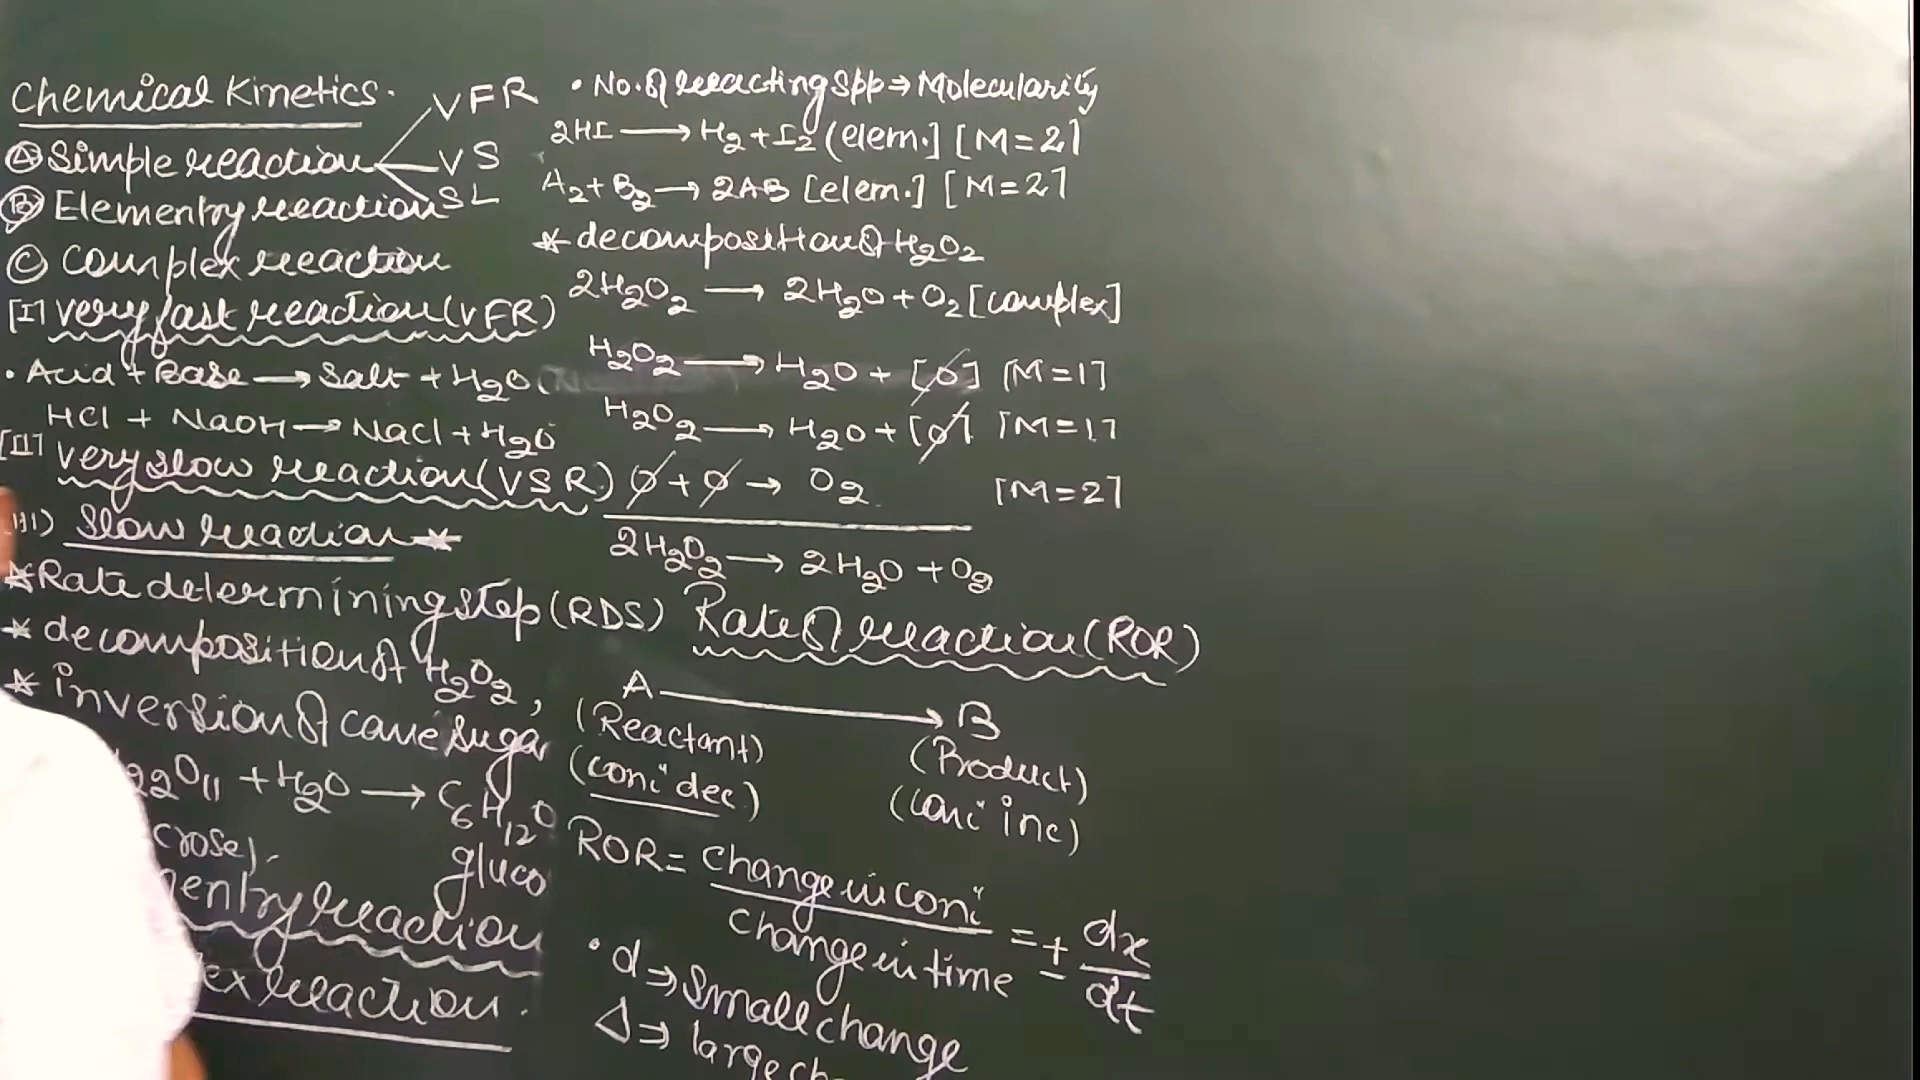 Chemical Kinetics.
VFR
(A) Simple reaction
VS
SL
(B) Elementry reaction
(C) complex reaction
[I] very fast reaction (VFR)
• Acid + Base → Salt + H2O
HCl + NaOH → NaCl + H2O
[II] very slow reaction (VSR)
III) Slow reaction *
* Rate determining step (RDS)
* decomposition of H2O2,
* inversion of cane sugar
22O11 + H2O → C6H12O
crose).
gluco
entry reaction
ex reaction.
• No. of reacting Spp → Molecularity
2HI → H2 + I2 (elem.] [M=2]
A2 + B2 → 2AB [elem.] [M=2]
* decomposition of H2O2
2H2O2 → 2H2O + O2 [complex]
H2O2 → H2O + [O] [M=1]
H2O2 → H2O + [O] [M=1]
O + O → O2 [M=2]
2H2O2 → 2H2O + O2
Rate of reaction (ROR)
A → B
(Reactant) (Product)
(conc" dec.) (conc" inc)
ROR = change in conc" / change in time = ± dx/dt
• d ⇒ Small change
Δ ⇒ large ch